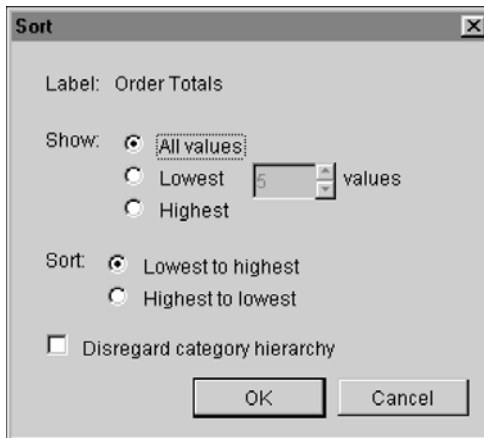 Sort
Label: Order Totals
Show: All values
Lowest 5 values
Highest
Sort: Lowest to highest
Highest to lowest
Disregard category hierarchy
OK Cancel